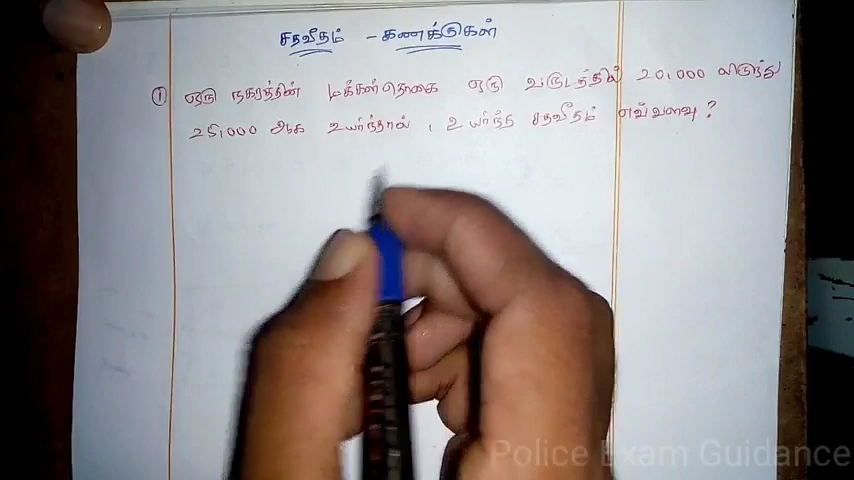 சதவீதம் - கணக்குகள்
① ஒரு நகரத்தின் மக்கள்தொகை ஒரு வருடத்தில் 20,000 லிருந்து
25,000 ஆக உயர்ந்தால், உயர்ந்த சதவீதம் எவ்வளவு?
Police Exam Guidance